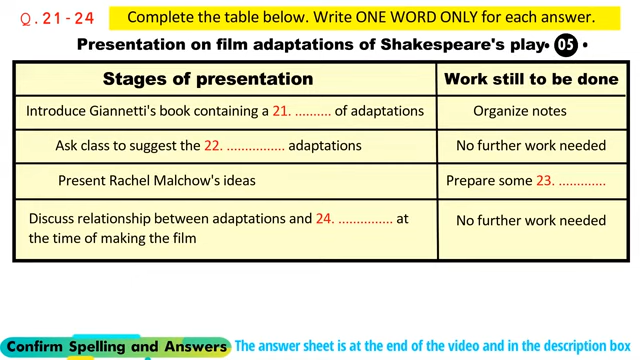 Q.21-24
Complete the table below. Write ONE WORD ONLY for each answer.
Presentation on film adaptations of Shakespeare's play• 05 •
Stages of presentation
Work still to be done
Introduce Giannetti's book containing a 21. .......... of adaptations
Organize notes
Ask class to suggest the 22. ............... adaptations
No further work needed
Present Rachel Malchow's ideas
Prepare some 23. ............
Discuss relationship between adaptations and 24. .............. at
the time of making the film
No further work needed
Confirm Spelling and Answers
The answer sheet is at the end of the video and in the description box